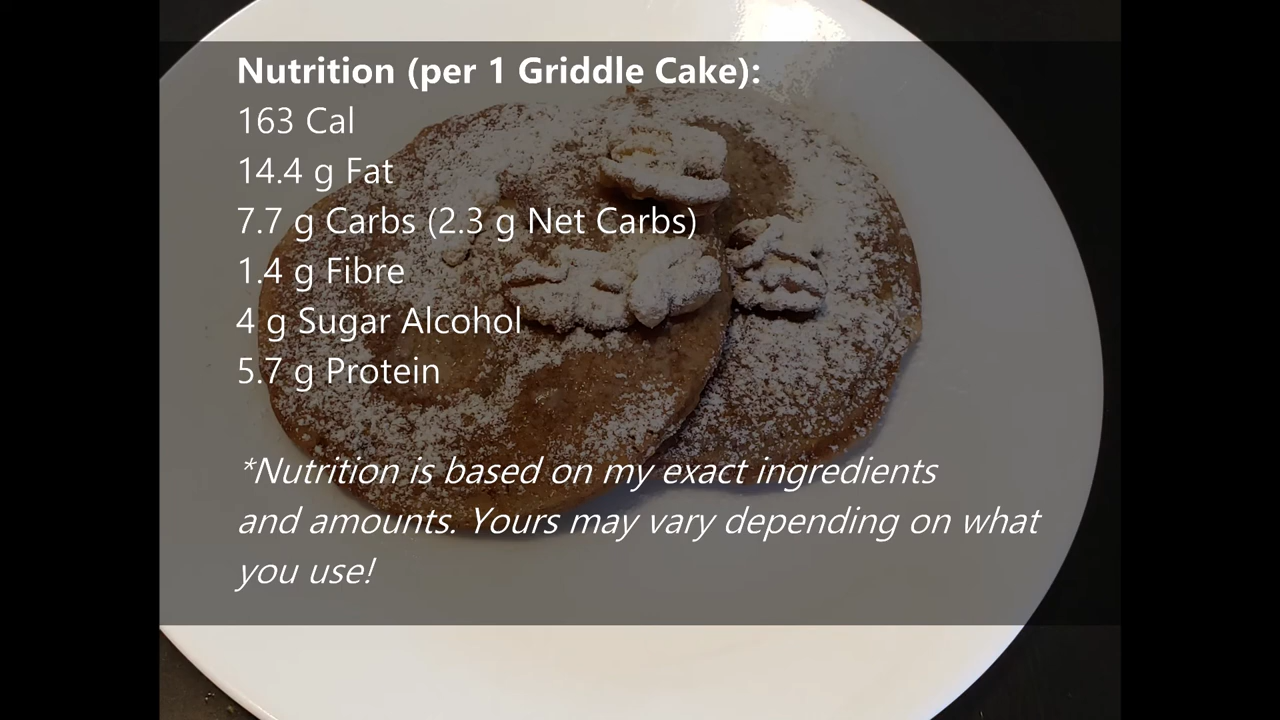 Nutrition (per 1 Griddle Cake):
163 Cal
14.4 g Fat
7.7 g Carbs (2.3 g Net Carbs)
1.4 g Fibre
4 g Sugar Alcohol
5.7 g Protein
*Nutrition is based on my exact ingredients
and amounts. Yours may vary depending on what
you use!